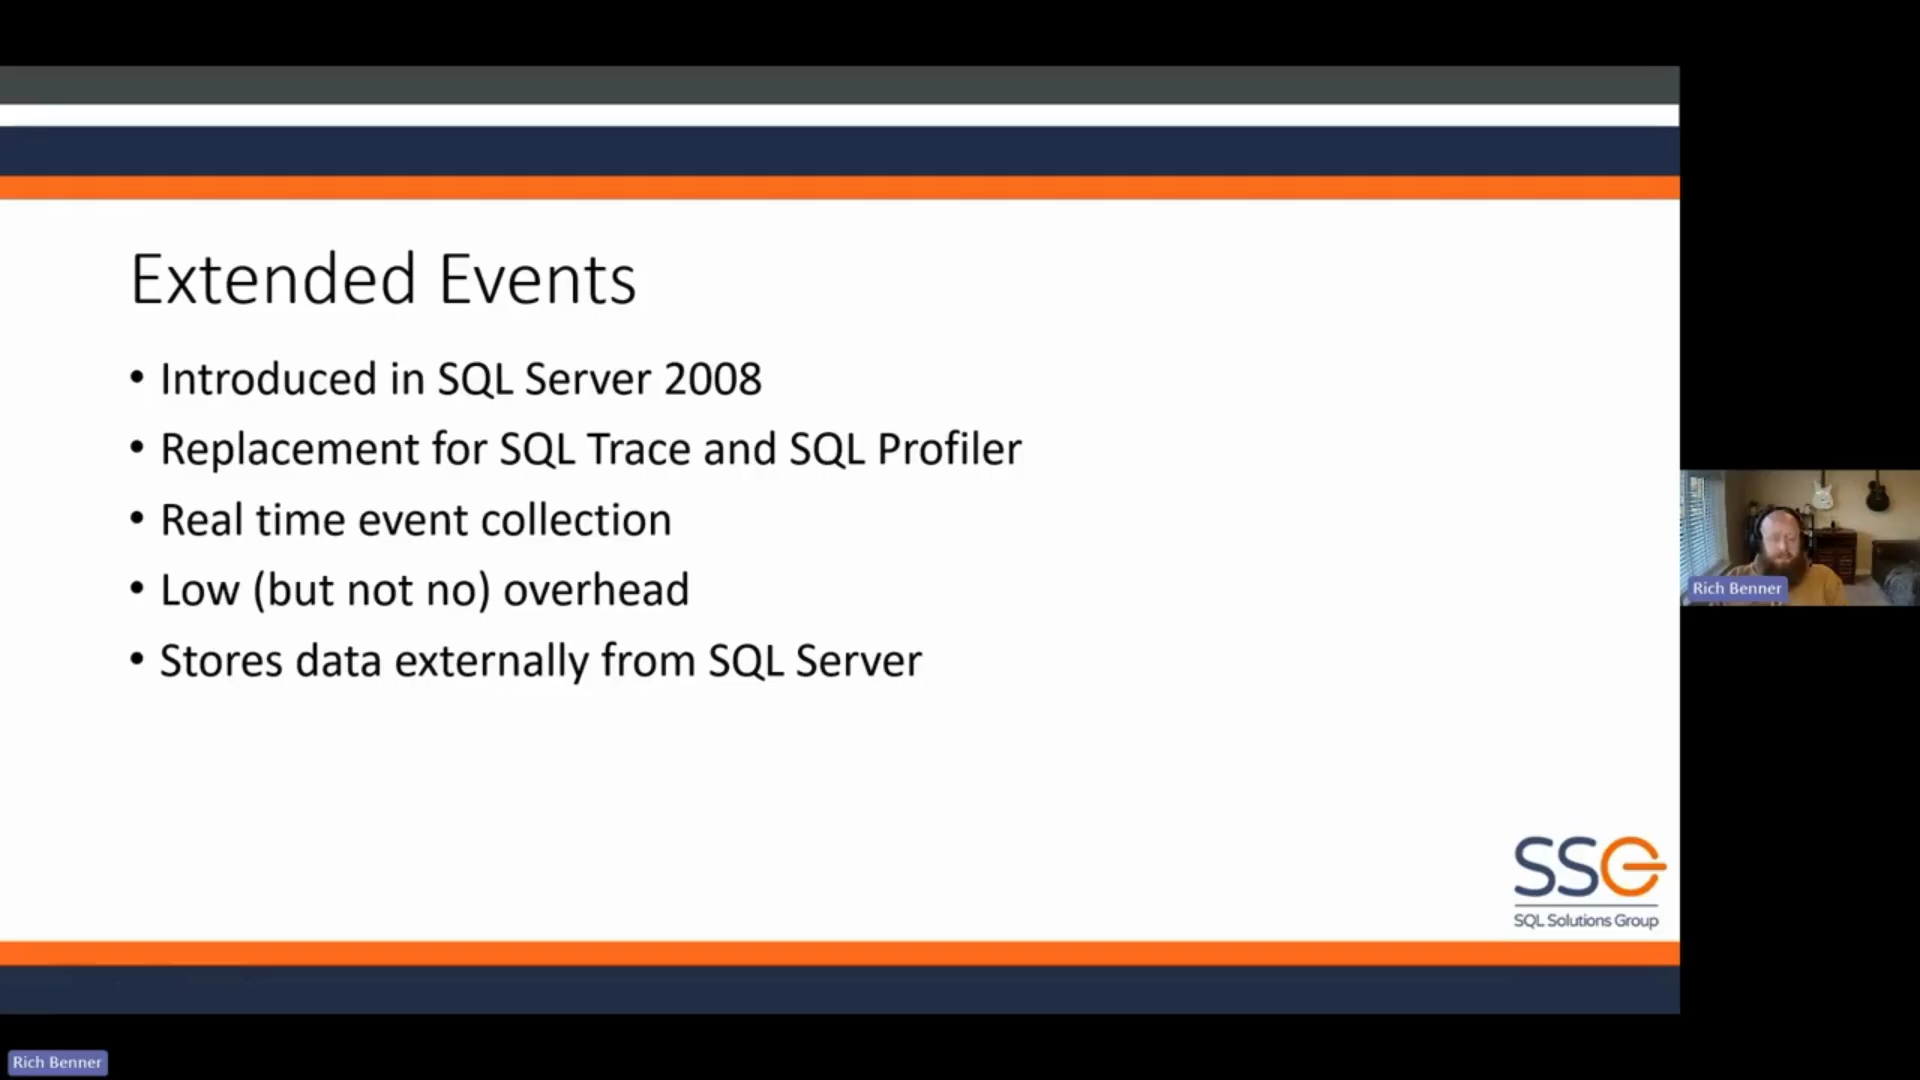 Extended Events
• Introduced in SQL Server 2008
• Replacement for SQL Trace and SQL Profiler
• Real time event collection
• Low (but not no) overhead
• Stores data externally from SQL Server
Rich Benner
SSG
SQL Solutions Group
Rich Benner